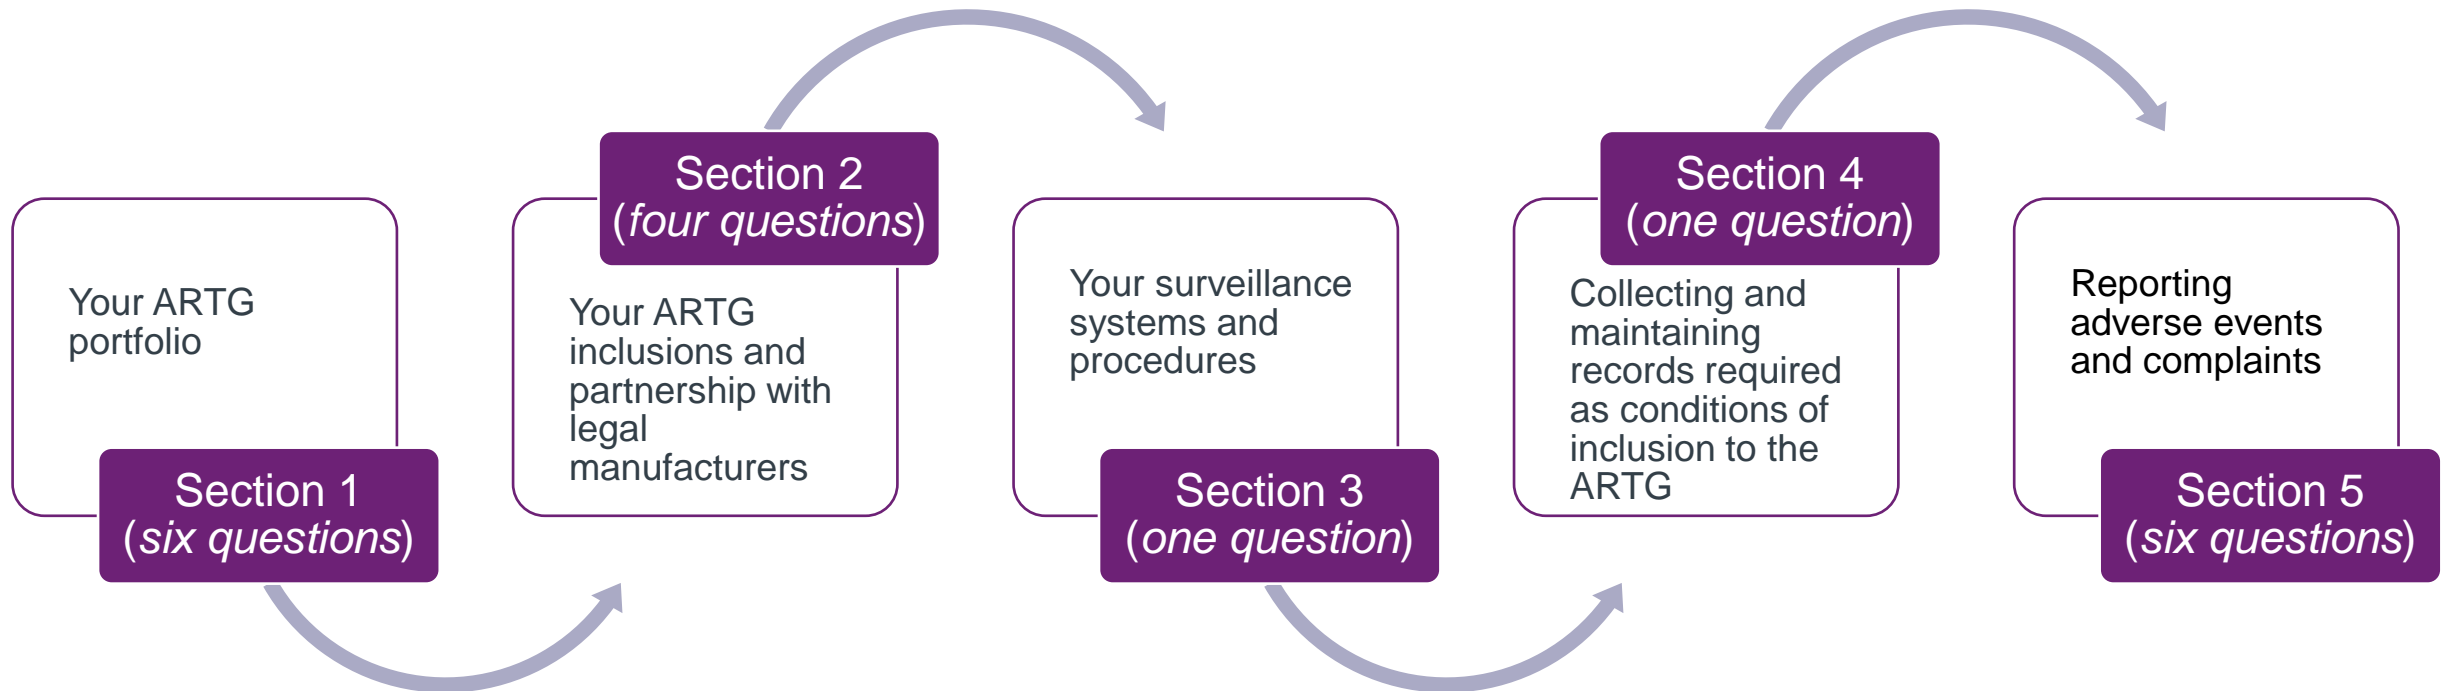 Your ARTG
portfolio
Section 1
(six questions)
Section 2
(four questions)
Your ARTG
inclusions and
partnership with
legal
manufacturers
Your surveillance
systems and
procedures
Section 3
(one question)
Section 4
(one question)
Collecting and
maintaining
records required
as conditions of
inclusion to the
ARTG
Reporting
adverse events
and complaints
Section 5
(six questions)